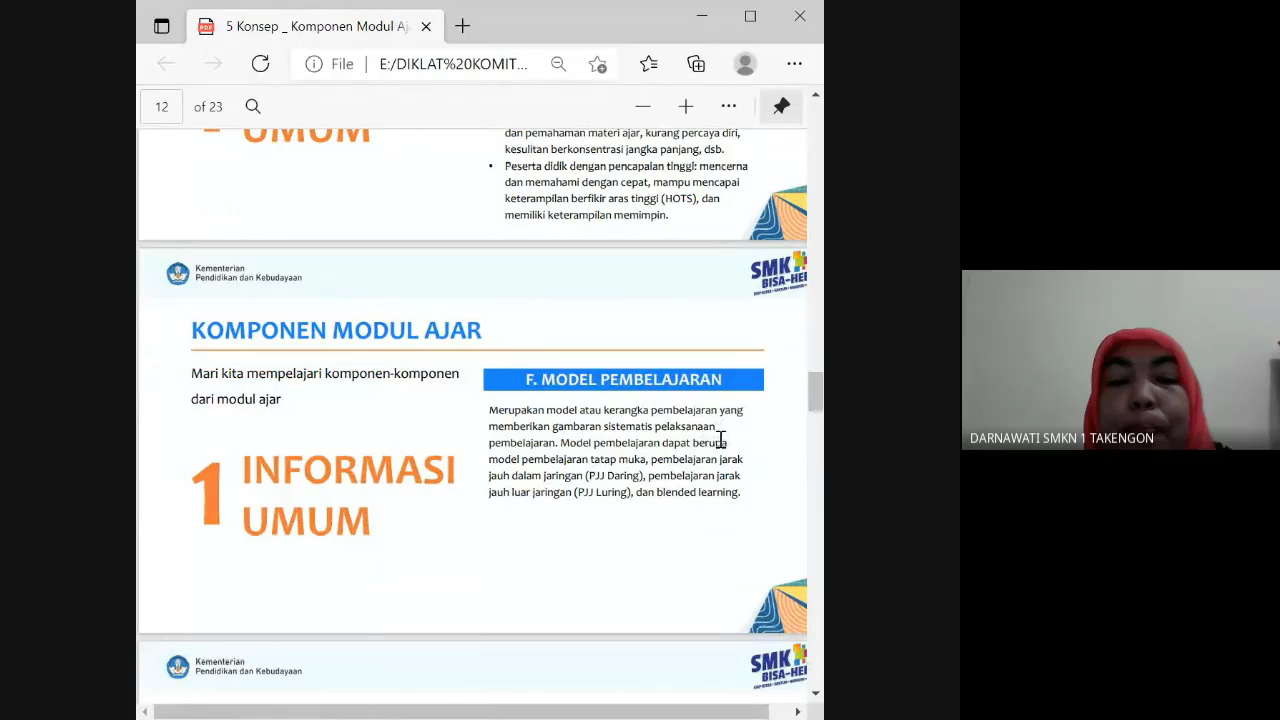 5 Konsep _ Komponen Modul Aj
File
E:/DIKLAT%20KOMIT...
12 of 23
UMUM
dan pemahaman materi ajar, kurang percaya diri,
kesulitan berkonsentrasi jangka panjang, dsb.
• Peserta didik dengan pencapaian tinggi: mencerna
dan memahami dengan cepat, mampu mencapai
keterampilan berfikir aras tinggi (HOTS), dan
memiliki keterampilan memimpin.
Kementerian
Pendidikan dan Kebudayaan
SMK
BISA-HE
KOMPONEN MODUL AJAR
Mari kita mempelajari komponen-komponen
dari modul ajar
1 INFORMASI
UMUM
F. MODEL PEMBELAJARAN
Merupakan model atau kerangka pembelajaran yang
memberikan gambaran sistematis pelaksanaan
pembelajaran. Model pembelajaran dapat berupa
model pembelajaran tatap muka, pembelajaran jarak
jauh dalam jaringan (PJJ Daring), pembelajaran jarak
jauh luar jaringan (PJJ Luring), dan blended learning.
DARNAWATI SMKN 1 TAKENGON
Kementerian
Pendidikan dan Kebudayaan
SMK
BISA-HE